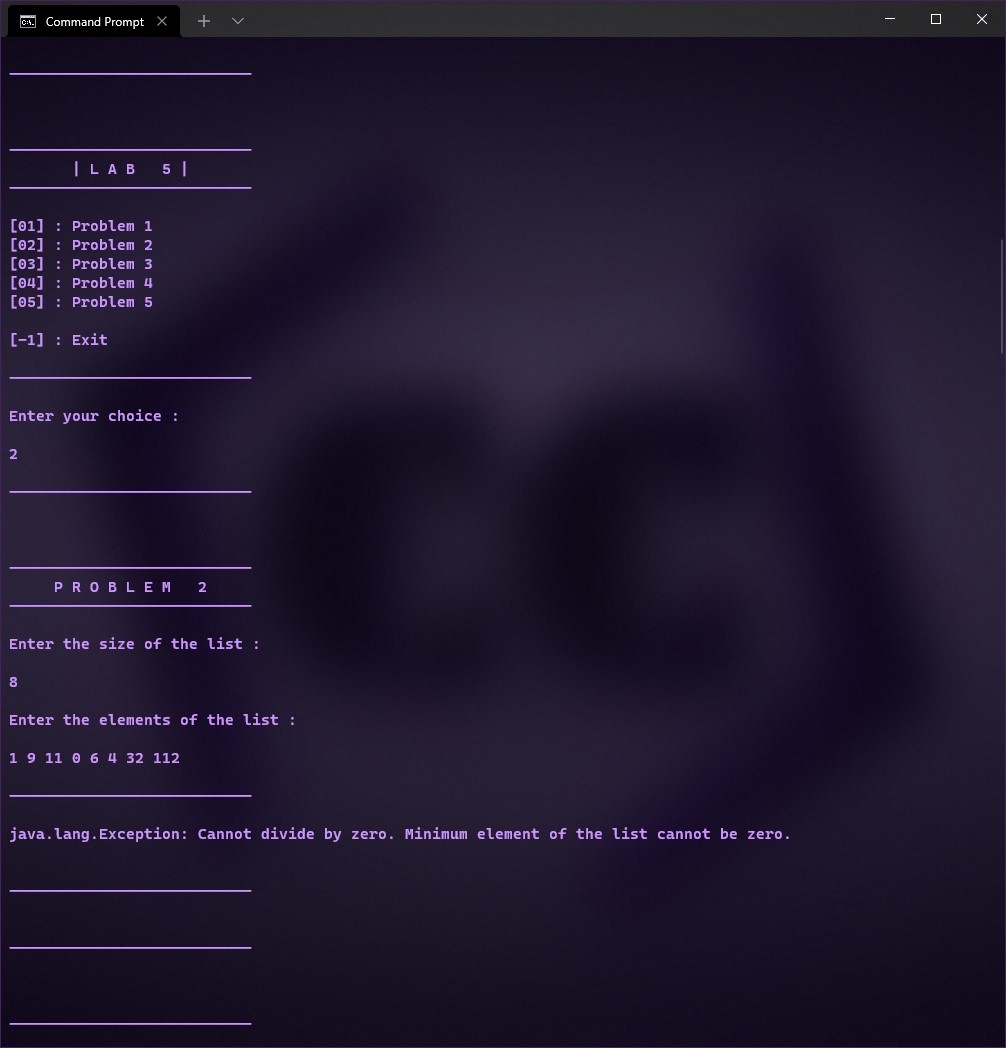 Command Prompt
| L A B   5 |
[01] : Problem 1
[02] : Problem 2
[03] : Problem 3
[04] : Problem 4
[05] : Problem 5
[-1] : Exit
Enter your choice :
2
P R O B L E M   2
Enter the size of the list :
8
Enter the elements of the list :
1 9 11 0 6 4 32 112
java.lang.Exception: Cannot divide by zero. Minimum element of the list cannot be zero.